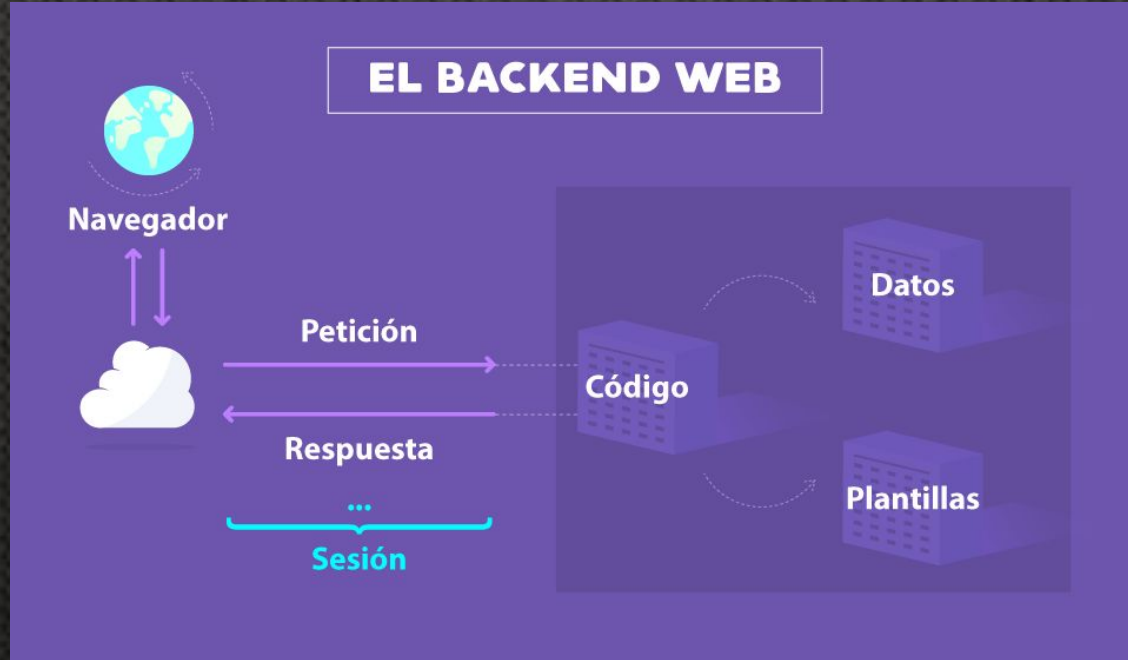 EL BACKEND WEB
Navegador
Petición
Respuesta
...
Sesión
Código
Datos
Plantillas